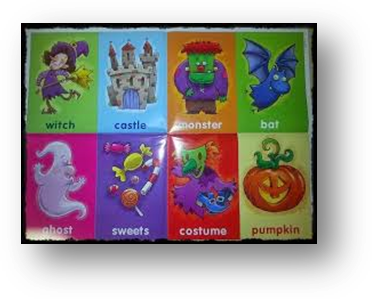 witch castle monster bat
ghost sweets costume pumpkin